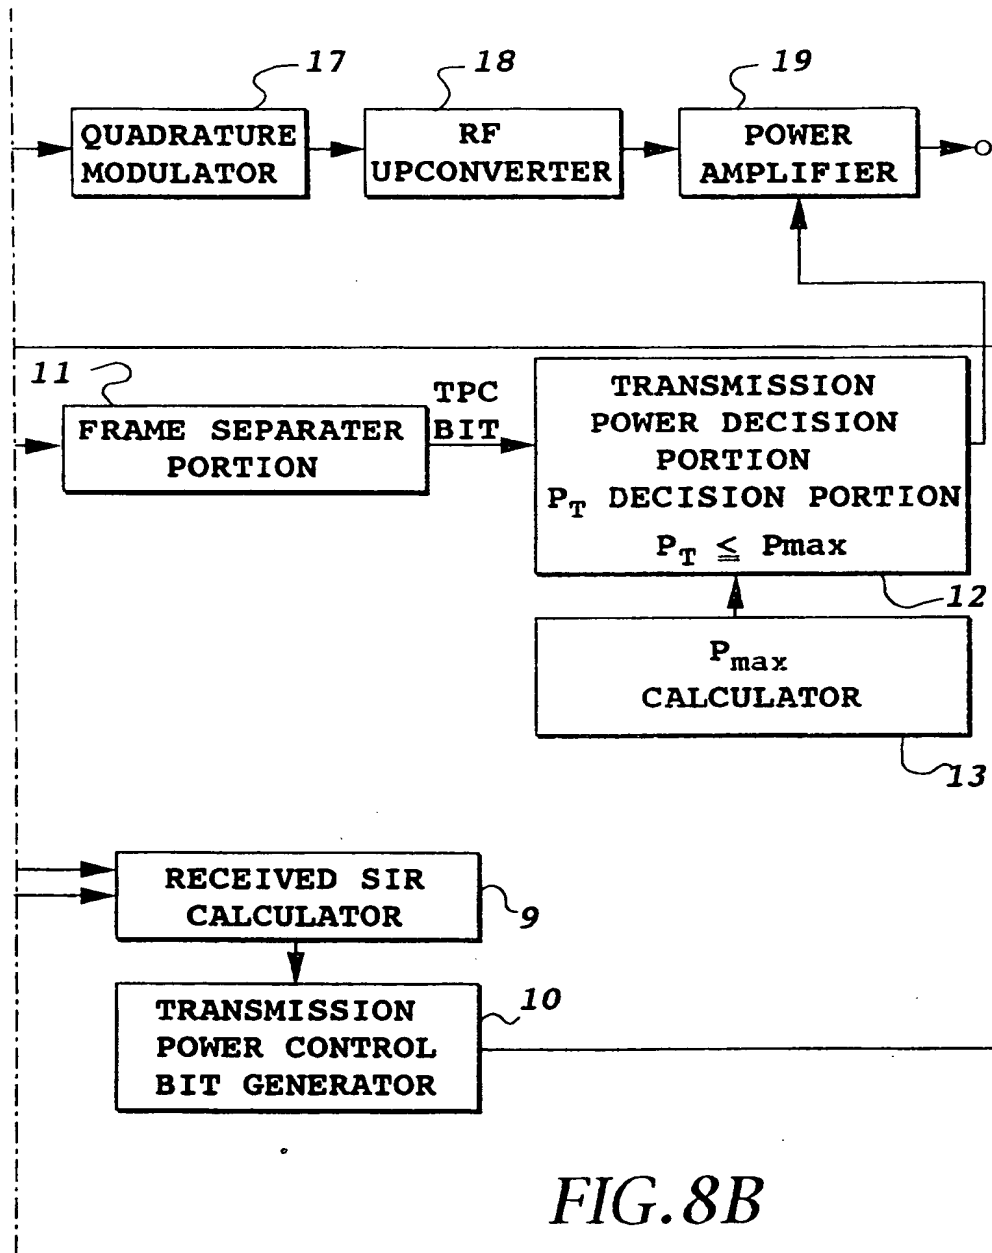 17
18
19
QUADRATURE
MODULATOR
RF
UPCONVERTER
POWER
AMPLIFIER
11
FRAME SEPARATER
PORTION
TPC
BIT
TRANSMISSION
POWER DECISION
PORTION
PT DECISION PORTION
PT ≦ Pmax
12
Pmax
CALCULATOR
13
RECEIVED SIR
CALCULATOR
9
TRANSMISSION
POWER CONTROL
BIT GENERATOR
10
FIG.8B